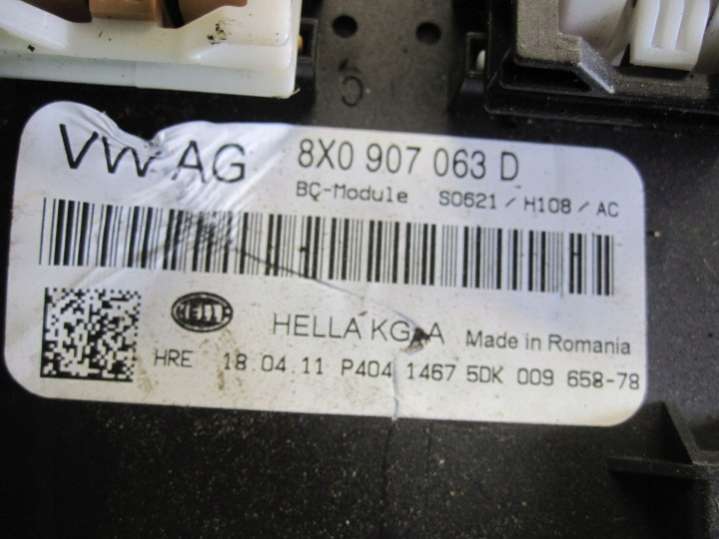 VW AG 8X0 907 063 D
BC-Module S0621 / H108 / AC
HELLA HELLA KGaA Made in Romania
HRE 18.04.11 P404 1467 5DK 009 658-78